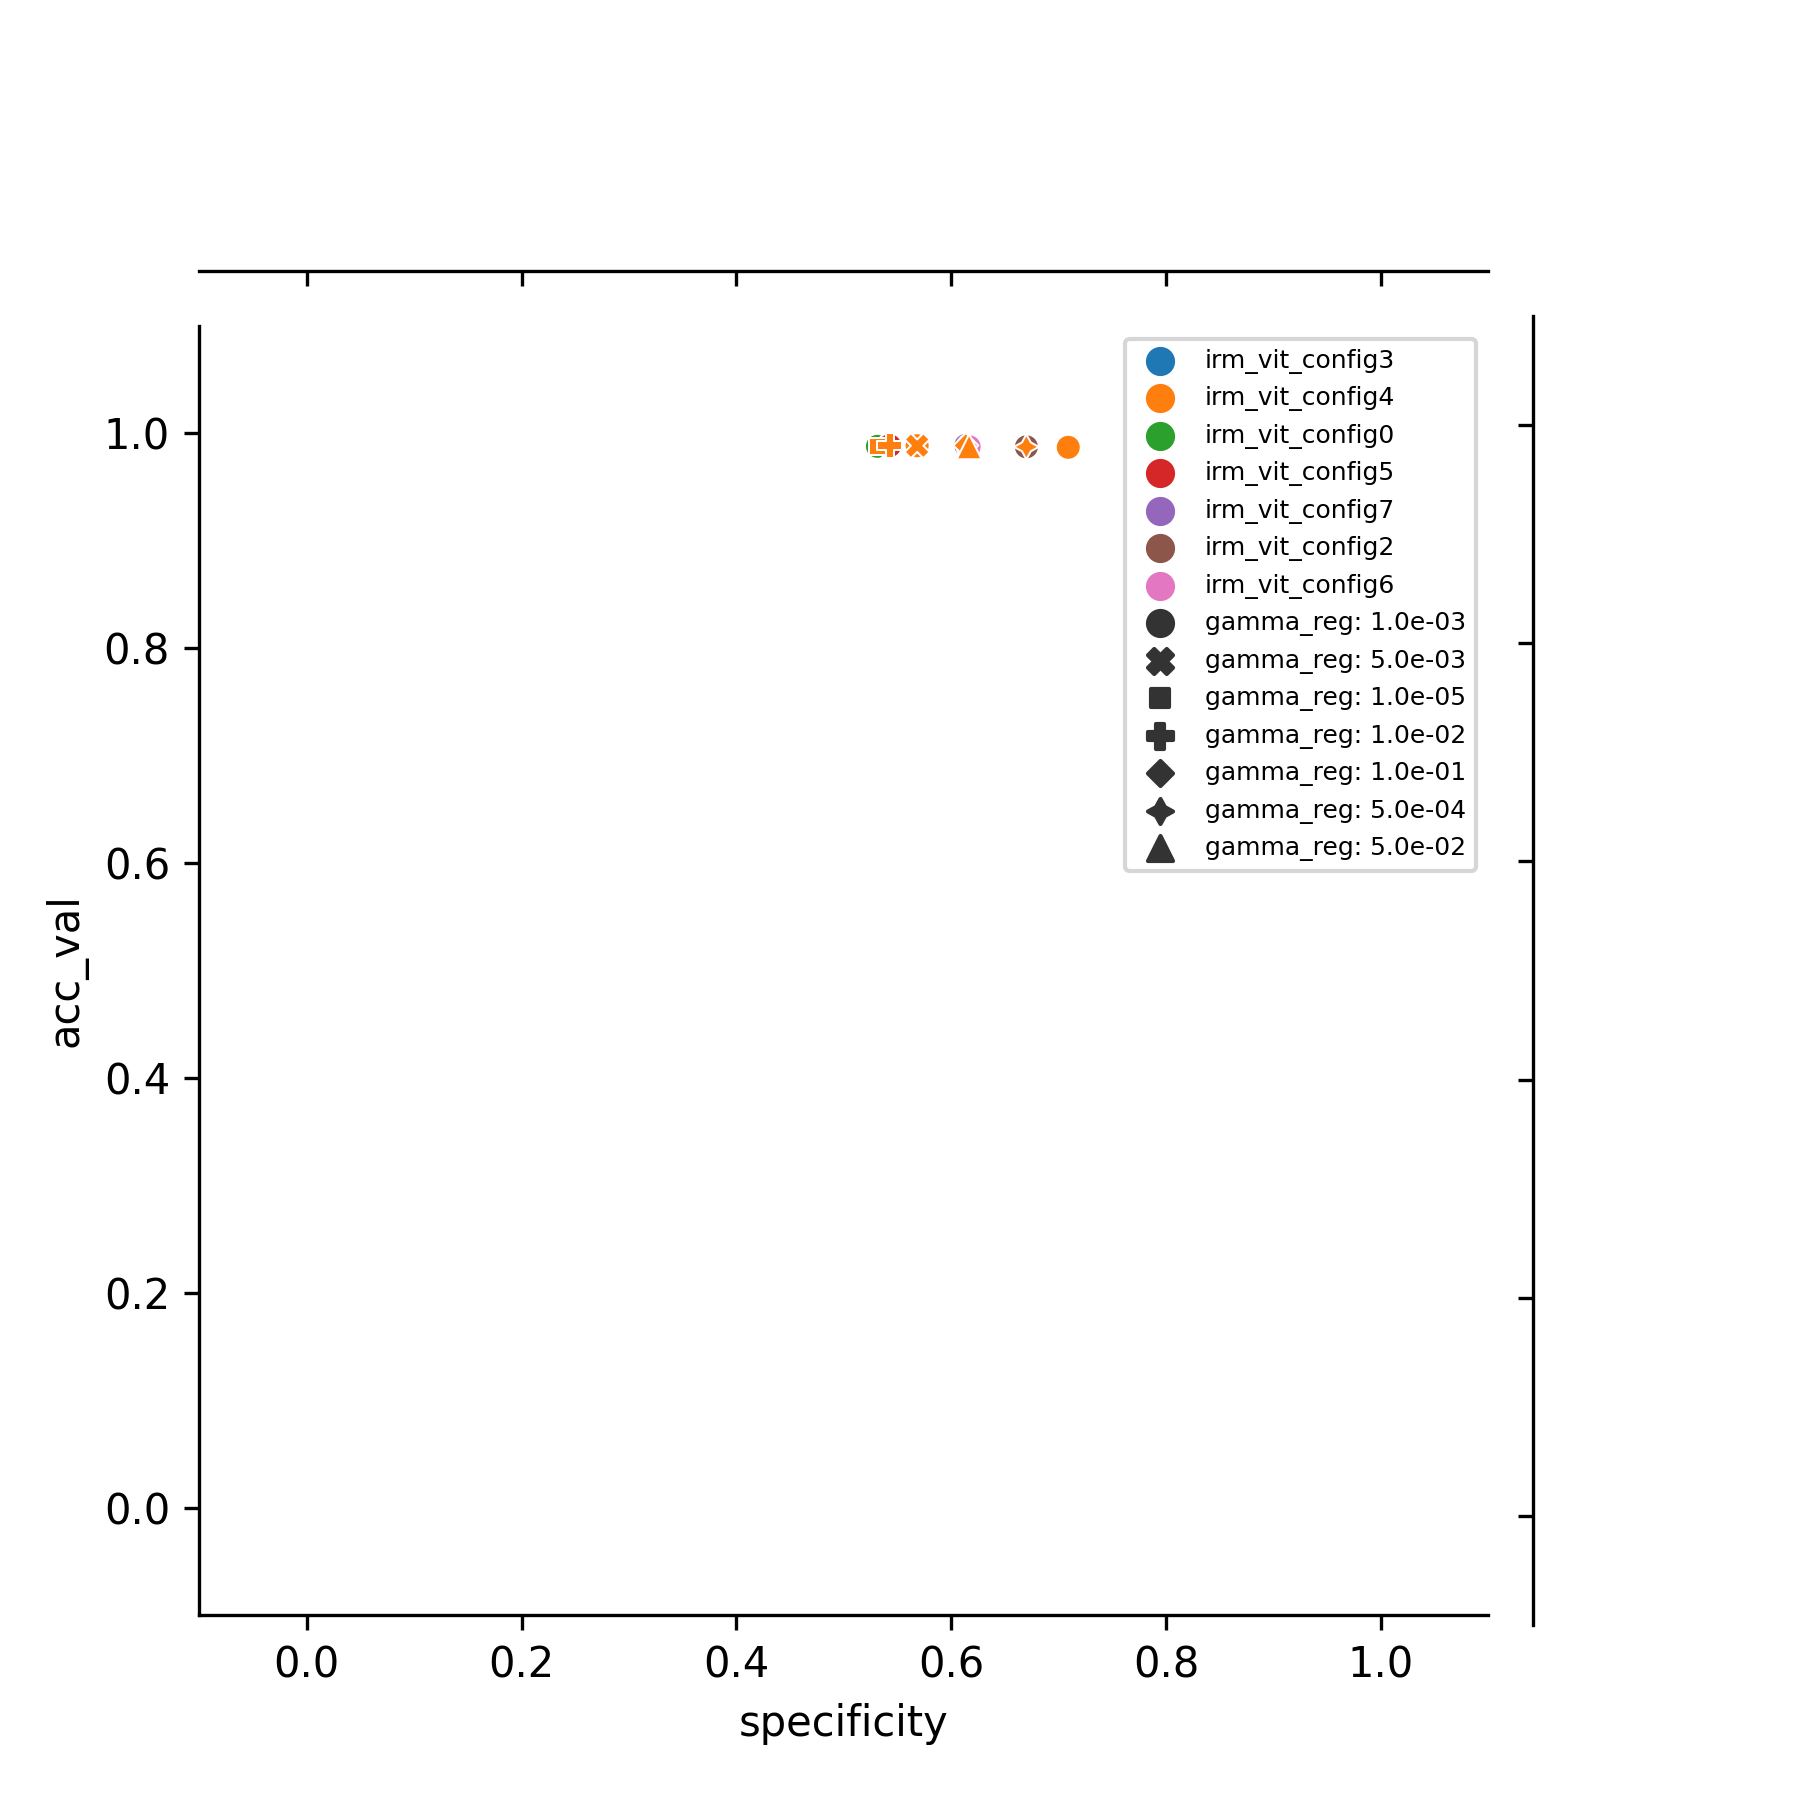 irm_vit_config3
irm_vit_config4
irm_vit_config0
irm_vit_config5
irm_vit_config7
irm_vit_config2
irm_vit_config6
gamma_reg: 1.0e-03
gamma_reg: 5.0e-03
gamma_reg: 1.0e-05
gamma_reg: 1.0e-02
gamma_reg: 1.0e-01
gamma_reg: 5.0e-04
gamma_reg: 5.0e-02
1.0
0.8
0.6
0.4
0.2
0.0
acc_val
0.0 0.2 0.4 0.6 0.8 1.0
specificity